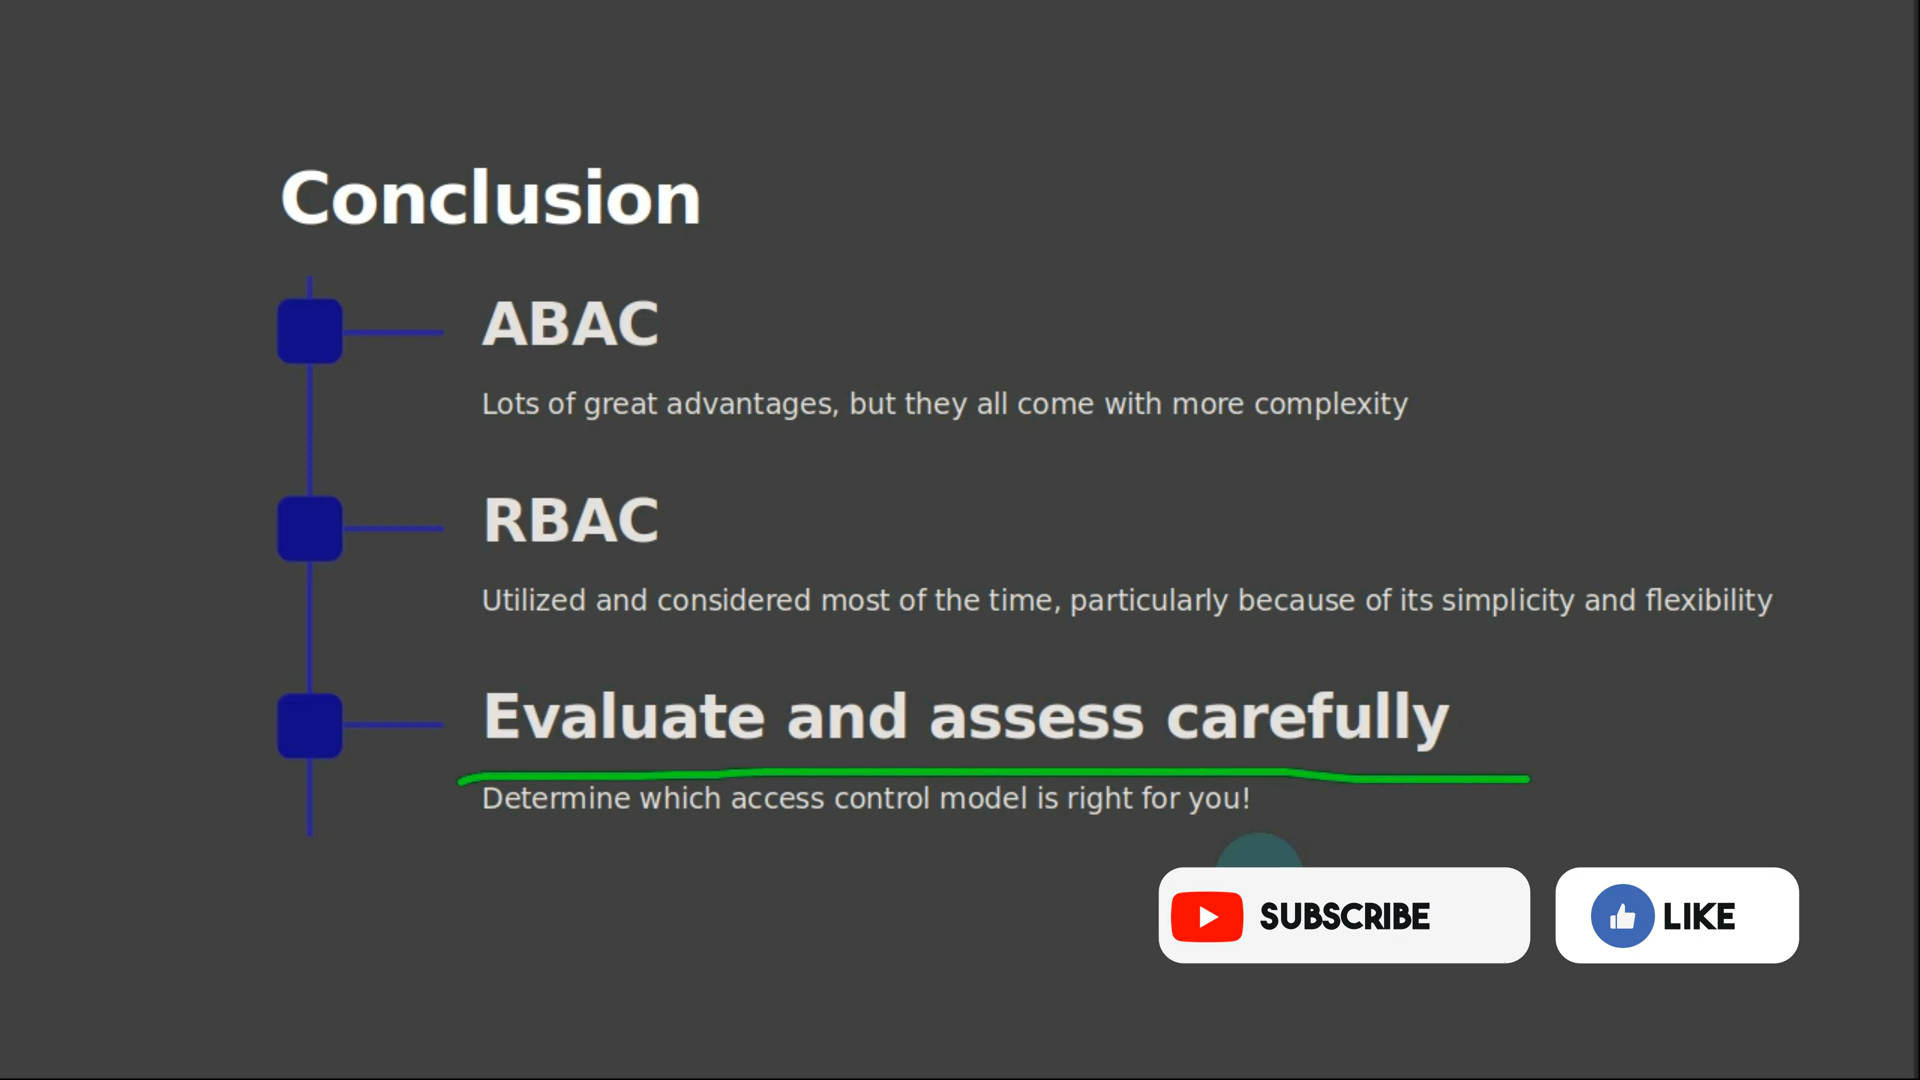 Conclusion
ABAC
Lots of great advantages, but they all come with more complexity
RBAC
Utilized and considered most of the time, particularly because of its simplicity and flexibility
Evaluate and assess carefully
Determine which access control model is right for you!
SUBSCRIBE
LIKE